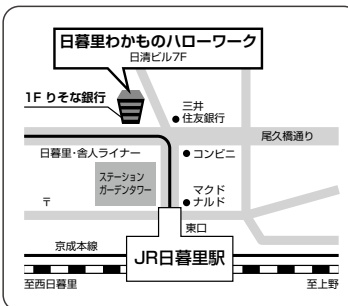 日暮里わかものハローワーク
日清ビル7F
1F りそな銀行
三井
住友銀行
尾久橋通り
日暮里・舎人ライナー
コンビニ
ステーション
ガーデンタワー
マクド
ナルド
〒
東口
京成本線
JR日暮里駅
至西日暮里
至上野